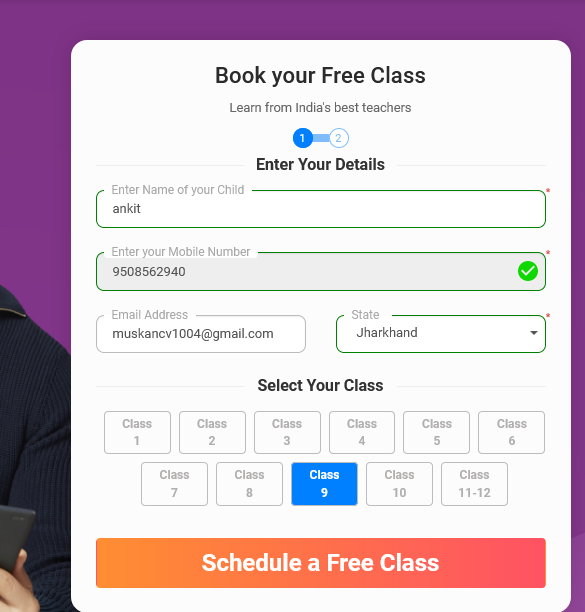 Book your Free Class
Learn from India's best teachers
1 2
Enter Your Details
Enter Name of your Child *
ankit
Enter your Mobile Number *
9508562940
Email Address State *
muskancv1004@gmail.com Jharkhand
Select Your Class
Class Class Class Class Class Class
1 2 3 4 5 6
Class Class Class Class Class
7 8 9 10 11-12
Schedule a Free Class